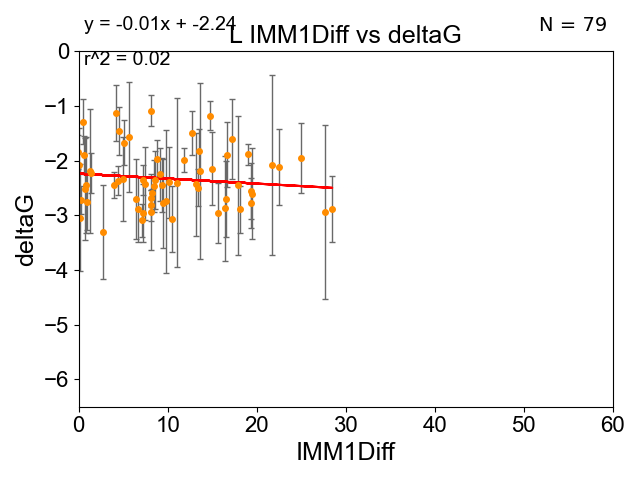 y = -0.01x + -2.24
N = 79
L IMM1Diff vs deltaG
r^2 = 0.02
0
−1
−2
−3
−4
−5
−6
deltaG
0 10 20 30 40 50 60
IMM1Diff